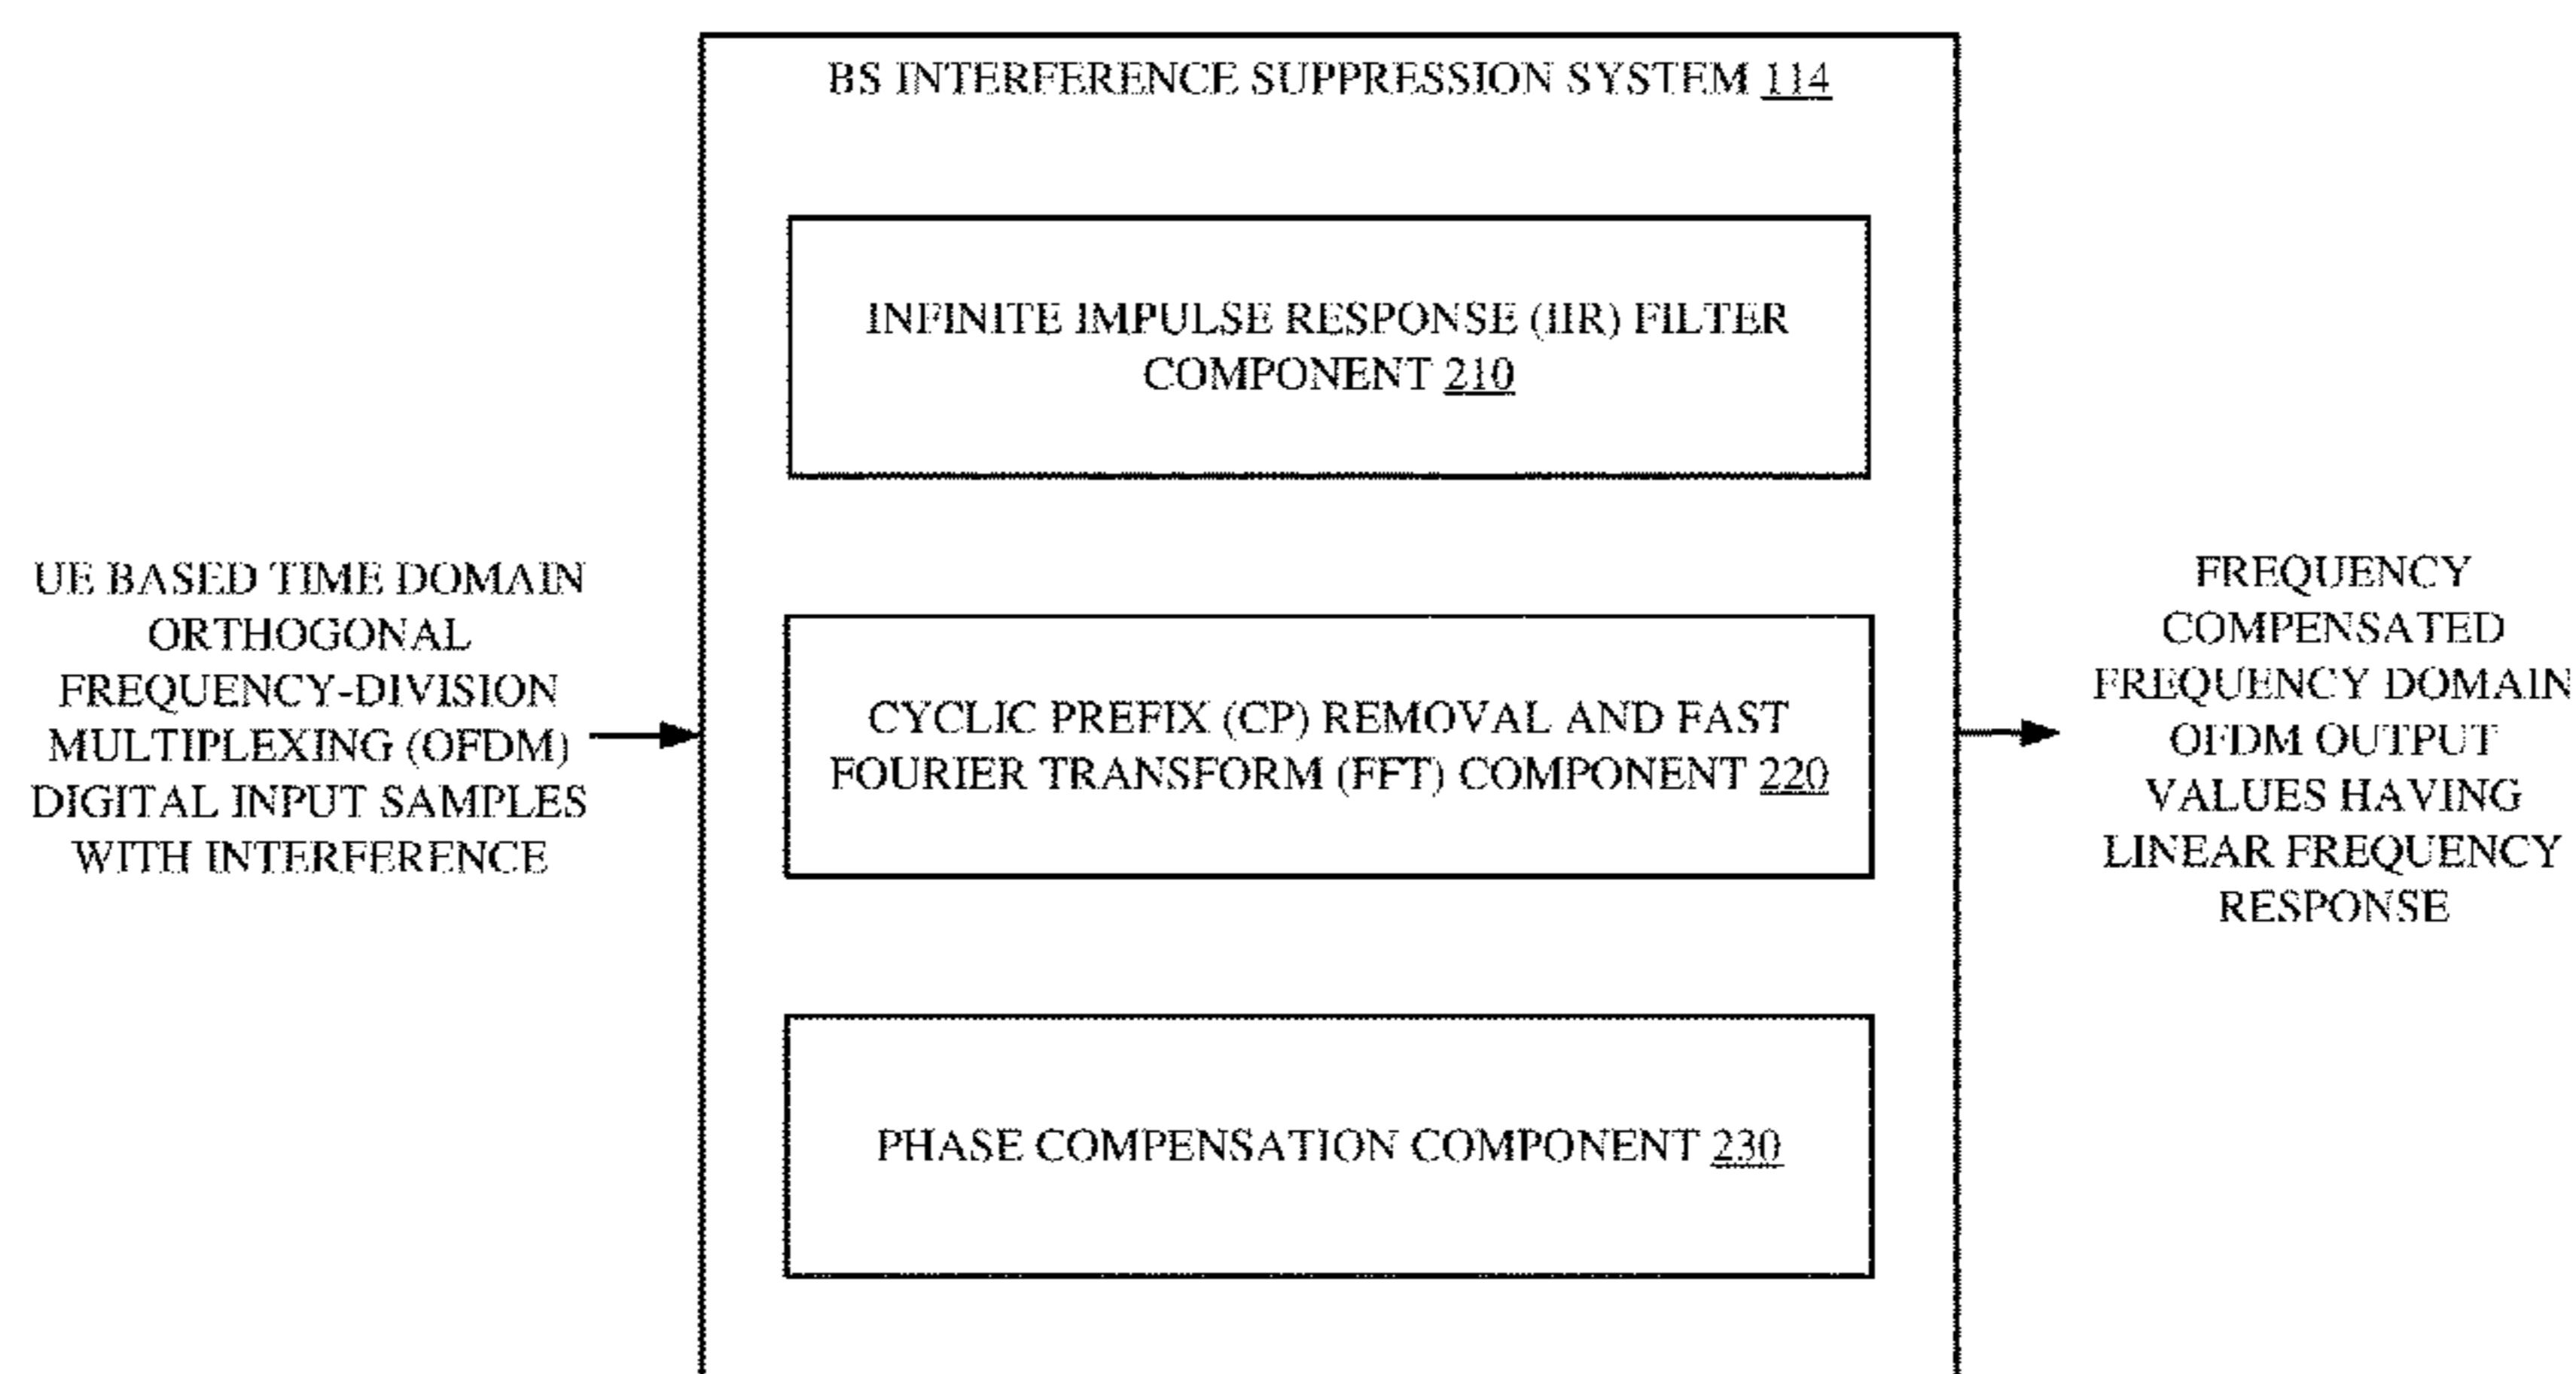 BS INTERFERENCE SUPPRESSION SYSTEM 114
INFINITE IMPULSE RESPONSE (IIR) FILTER
COMPONENT 210
UE BASED TIME DOMAIN
ORTHOGONAL
FREQUENCY-DIVISION
MULTIPLEXING (OFDM)
DIGITAL INPUT SAMPLES
WITH INTERFERENCE
CYCLIC PREFIX (CP) REMOVAL AND FAST
FOURIER TRANSFORM (FFT) COMPONENT 220
FREQUENCY
COMPENSATED
FREQUENCY DOMAIN
OFDM OUTPUT
VALUES HAVING
LINEAR FREQUENCY
RESPONSE
PHASE COMPENSATION COMPONENT 230